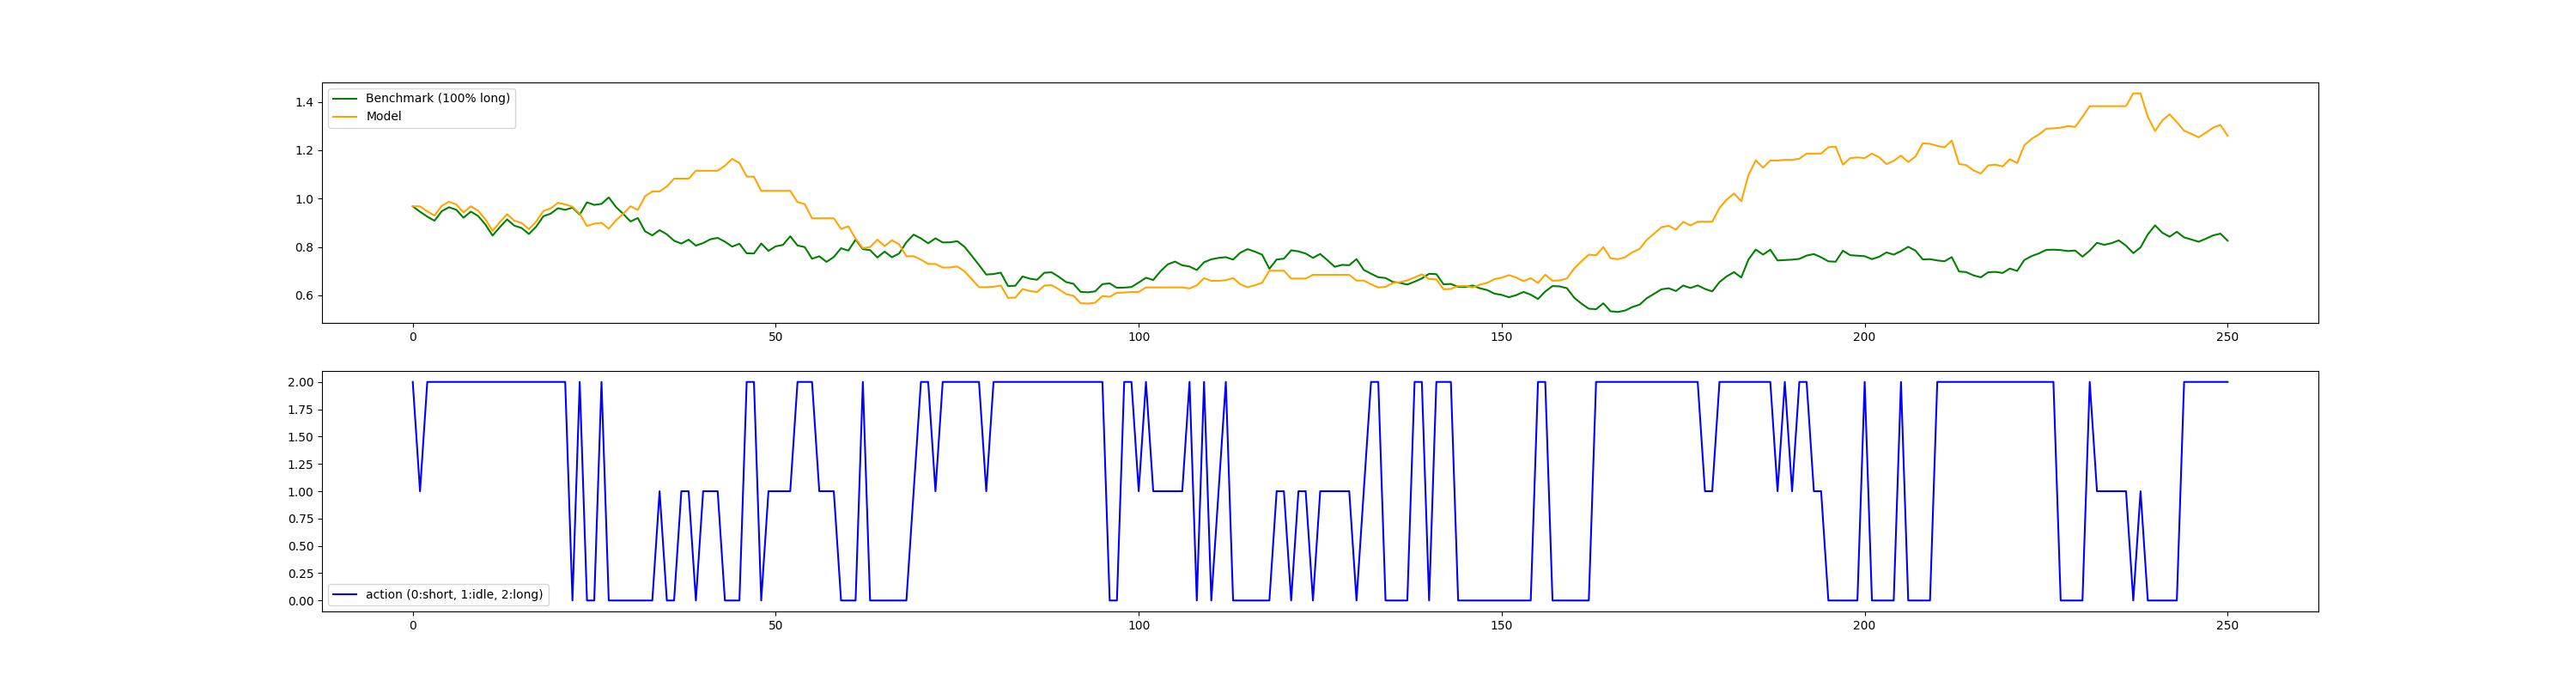 Benchmark (100% long)
Model
1.4
1.2
1.0
0.8
0.6
0 50 100 150 200 250
2.00
1.75
1.50
1.25
1.00
0.75
0.50
0.25
0.00
action (0:short, 1:idle, 2:long)
0 50 100 150 200 250